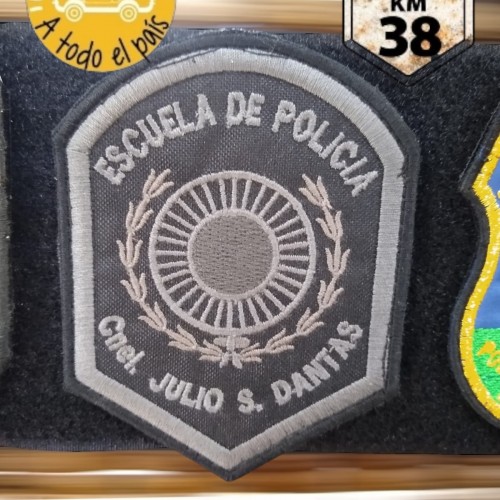 A todo el país
KM
38
ESCUELA DE POLICIA
Cnel. JULIO S. DANTAS